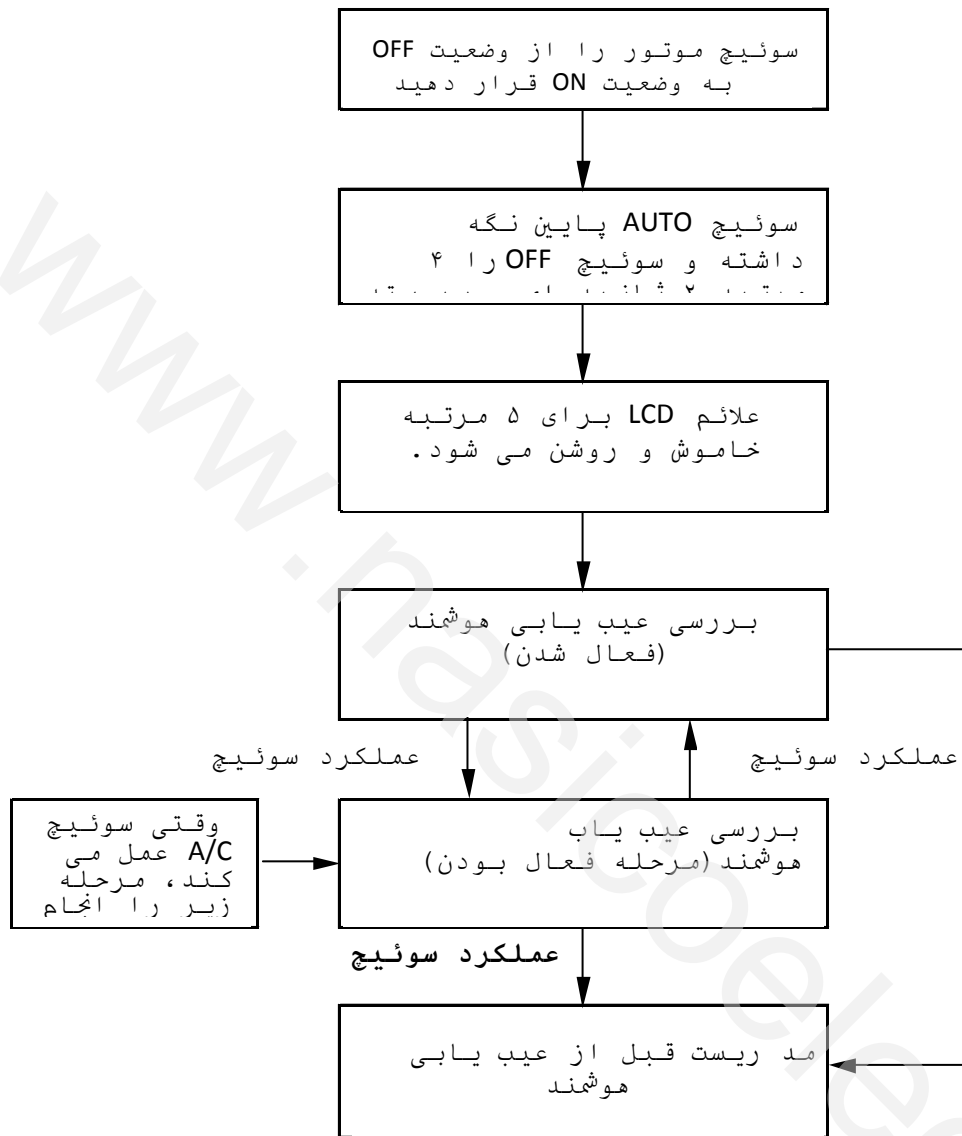 سوئیچ موتور را از وضعیت OFF
به وضعیت ON قرار دهید
سوئیچ AUTO پایین نگه
داشته و سوئیچ OFF را ۴
علائم LCD برای ۵ مرتبه
خاموش و روشن می شود.
بررسی عیب یابی هوشمند
(فعال شدن)
عملکرد سوئیچ
عملکرد سوئیچ
وقتی سوئیچ
A/C عمل می
کند، مرحله
زیر را انجام
بررسی عیب یاب
هوشمند (مرحله فعال بودن)
عملکرد سوئیچ
مد ریست قبل از عیب یابی
هوشمند